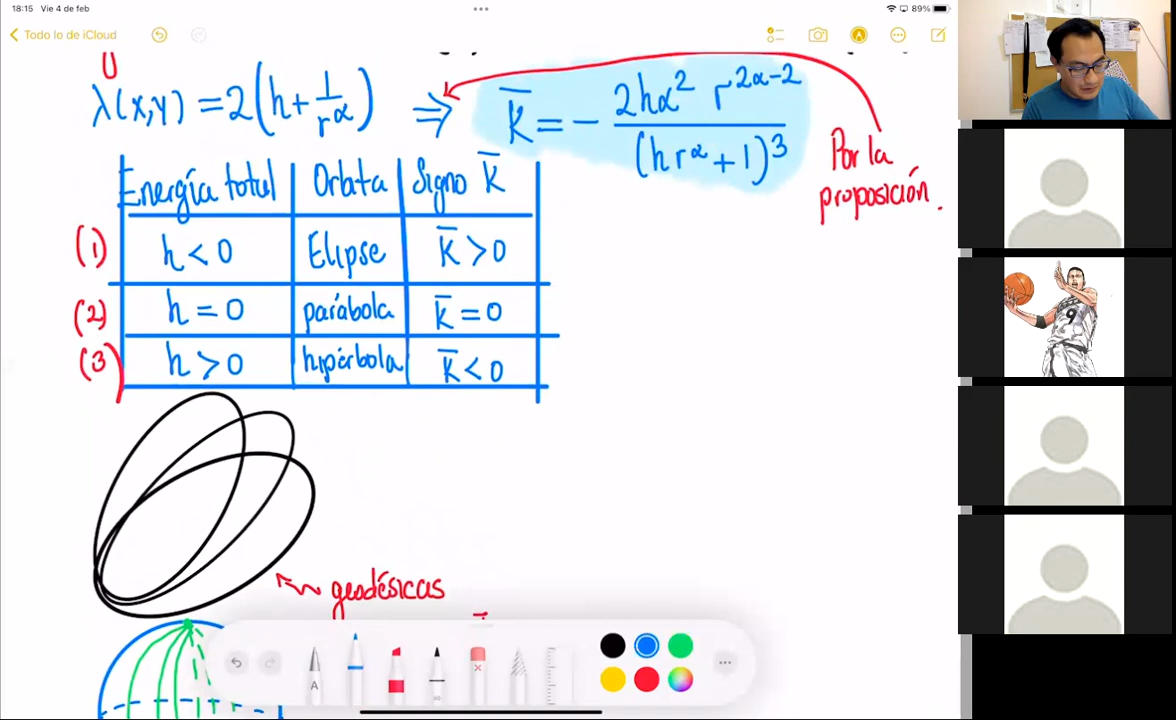 18:15 Vie 4 de feb
89%
Todo lo de iCloud
λ(x,y) = 2(h + 1/r^α) ⇒ K̄ = − 2hα² r^(2α−2) / (hr^α + 1)³
Por la
proposición.
Energía total | Orbita | Signo K̄
(1) h < 0 | Elipse | K̄ > 0
(2) h = 0 | parábola | K̄ = 0
(3) h > 0 | hipérbola | K̄ < 0
geodésicas
A
9